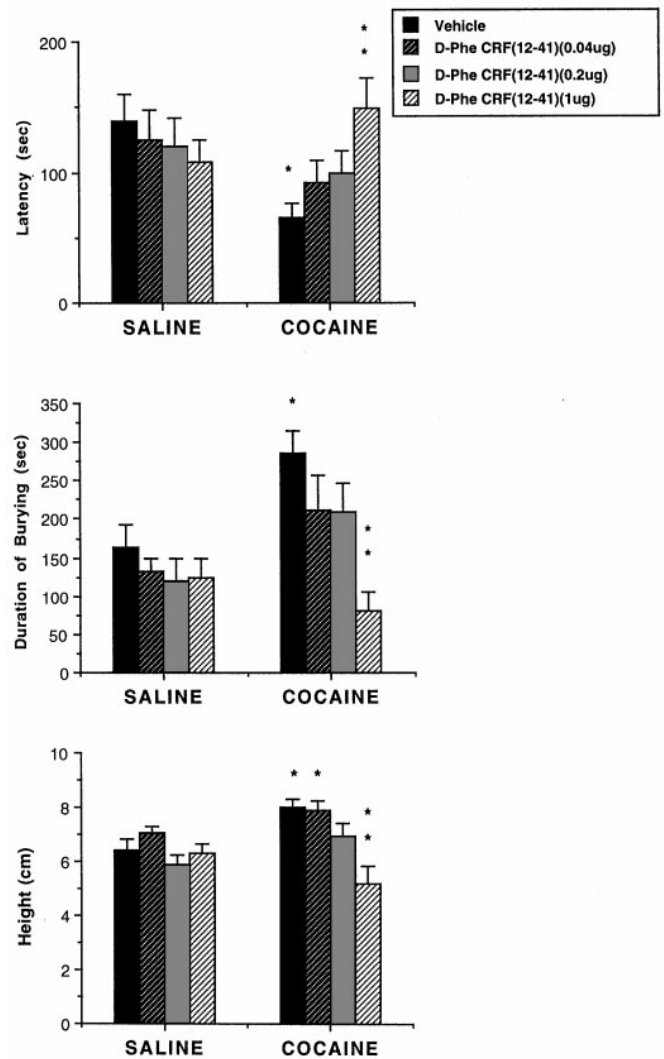 Vehicle
D-Phe CRF(12-41)(0.04ug)
D-Phe CRF(12-41)(0.2ug)
D-Phe CRF(12-41)(1ug)
200
100
0
Latency (sec)
* *
*
SALINE COCAINE
350
300
250
200
150
100
50
0
Duration of Burying (sec)
*
* *
SALINE COCAINE
10
8
6
4
2
0
Height (cm)
* *
* *
SALINE COCAINE